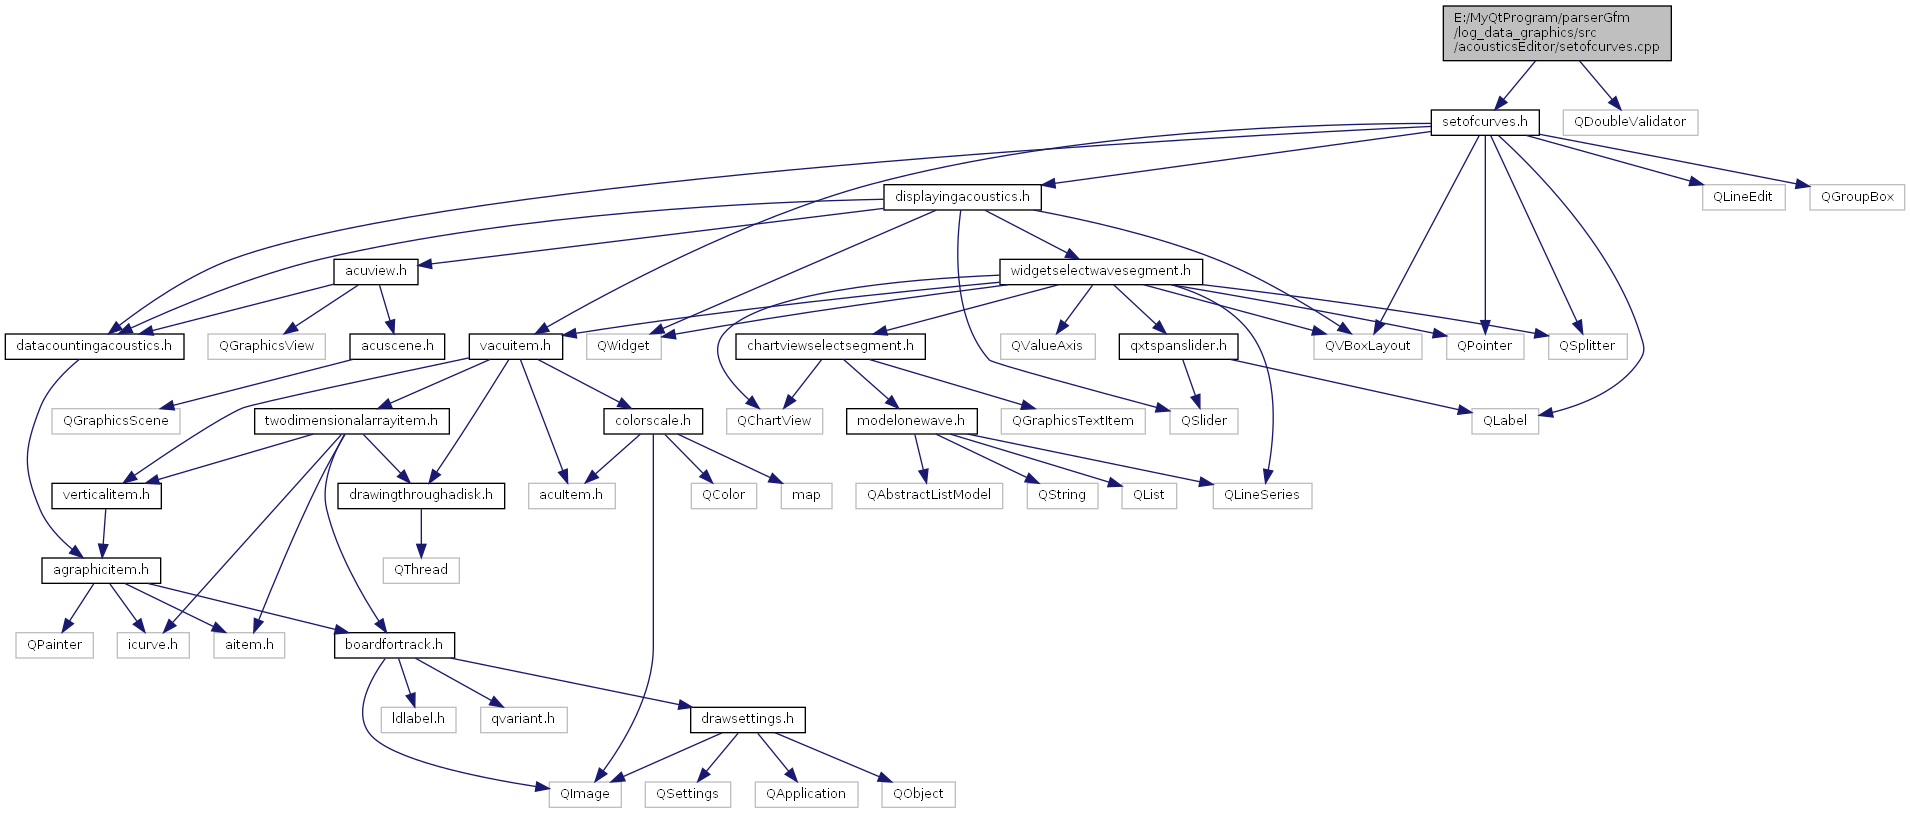 E:/MyQtProgram/parserGfm
/log_data_graphics/src
/acousticsEditor/setofcurves.cpp
setofcurves.h
QDoubleValidator
displayingacoustics.h
QLineEdit
QGroupBox
acuview.h
widgetselectwavesegment.h
datacountingacoustics.h
QGraphicsView
acuscene.h
vacuitem.h
QWidget
chartviewselectsegment.h
QValueAxis
qxtspanslider.h
QVBoxLayout
QPointer
QSplitter
QGraphicsScene
twodimensionalarrayitem.h
colorscale.h
QChartView
modelonewave.h
QGraphicsTextItem
QSlider
QLabel
verticalitem.h
drawingthroughadisk.h
acuItem.h
QColor
map
QAbstractListModel
QString
QList
QLineSeries
agraphicitem.h
QThread
QPainter
icurve.h
aitem.h
boardfortrack.h
ldlabel.h
qvariant.h
drawsettings.h
QImage
QSettings
QApplication
QObject